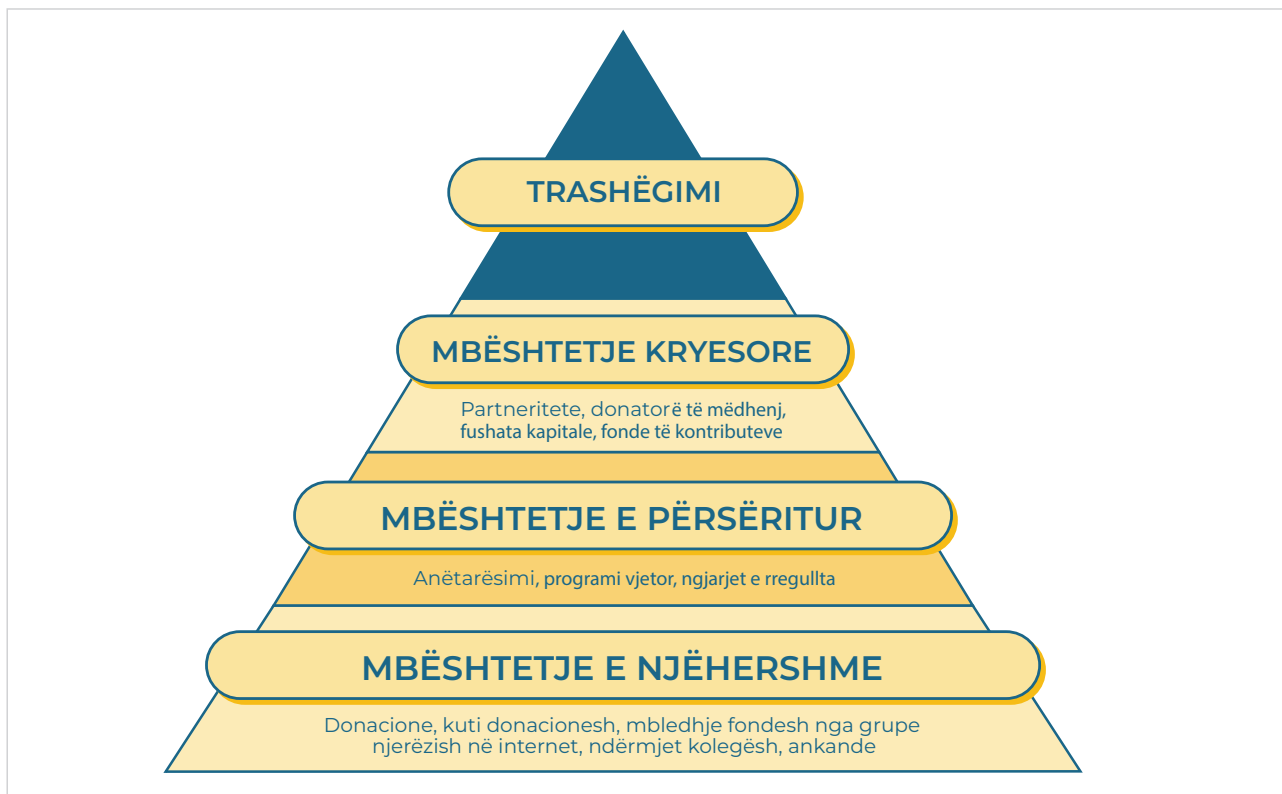 TRASHËGIMI
MBËSHTETJE KRYESORE
Partneritete, donatorë të mëdhenj,
fushata kapitale, fonde të kontributeve
MBËSHTETJE E PËRSËRITUR
Anëtarësimi, programi vjetor, ngjarjet e rregullta
MBËSHTETJE E NJËHERSHME
Donacione, kuti donacionesh, mbledhje fondesh nga grupe
njerëzish në internet, ndërmjet kolegësh, ankande